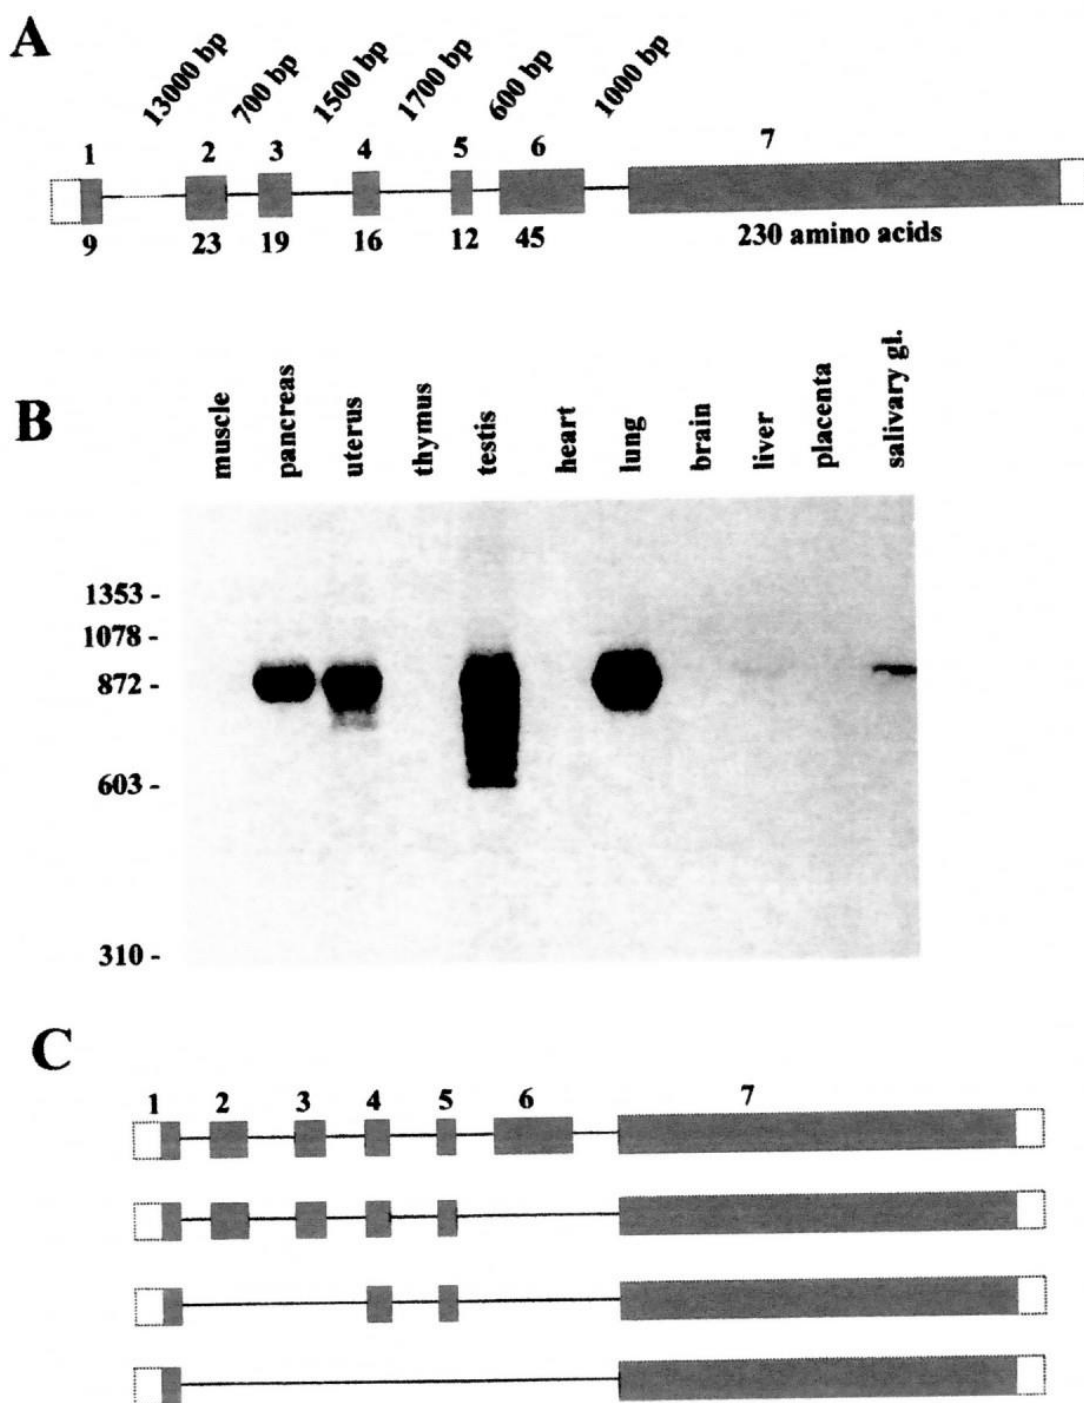 A
13000 bp 700 bp 1500 bp 1700 bp 600 bp 1000 bp
1 2 3 4 5 6 7
9 23 19 16 12 45 230 amino acids
B
muscle pancreas uterus thymus testis heart lung brain liver placenta salivary gl.
1353 -
1078 -
872 -
603 -
310 -
C
1 2 3 4 5 6 7